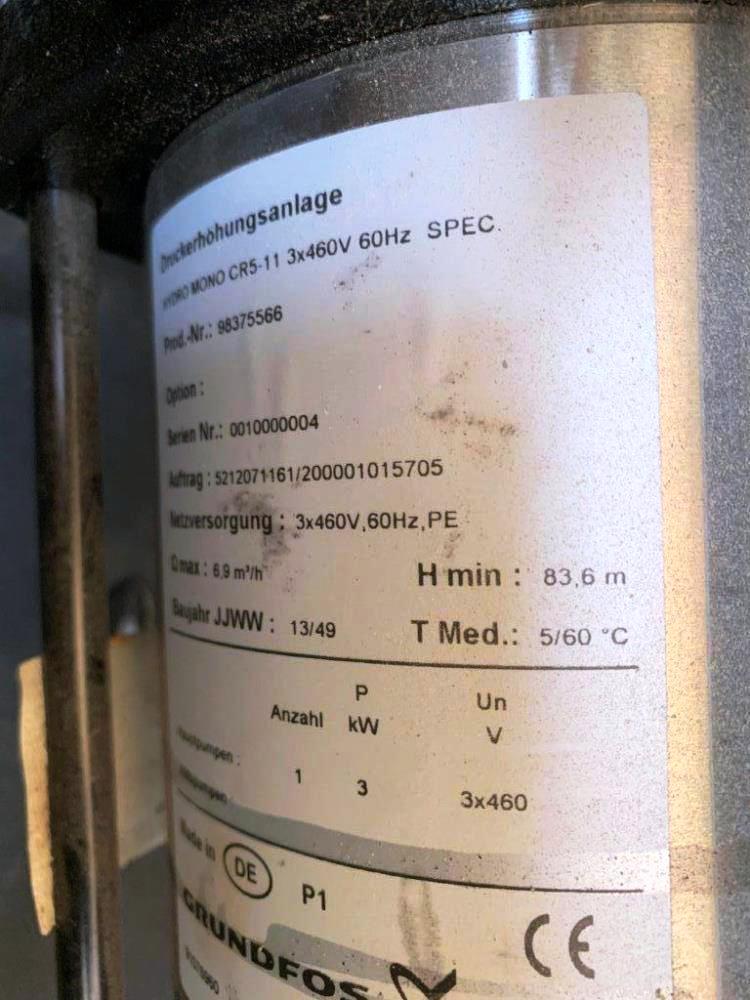 Druckerhöhungsanlage
HYDRO MONO CR5-11 3x460V 60Hz SPEC.
Prod.-Nr.: 98375566
Option :
Serien Nr.: 0010000004
Auftrag : 5212071161/200001015705
Netzversorgung : 3x460V,60Hz,PE
Q max : 6,9 m³/h H min : 83,6 m
Baujahr JJWW : 13/49 T Med.: 5/60 °C
Anzahl P kW Un V
Hauptpumpen : 1 3 3x460
Made in DE P1
GRUNDFOS CE